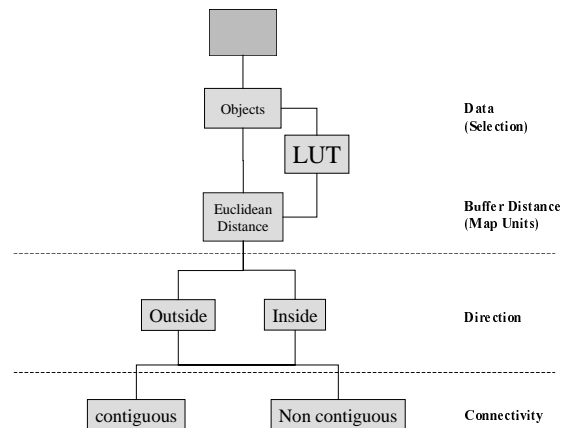 Objects
Data
(Selection)
LUT
Euclidean
Distance
Buffer Distance
(Map Units)
Outside
Inside
Direction
contiguous
Non contiguous
Connectivity